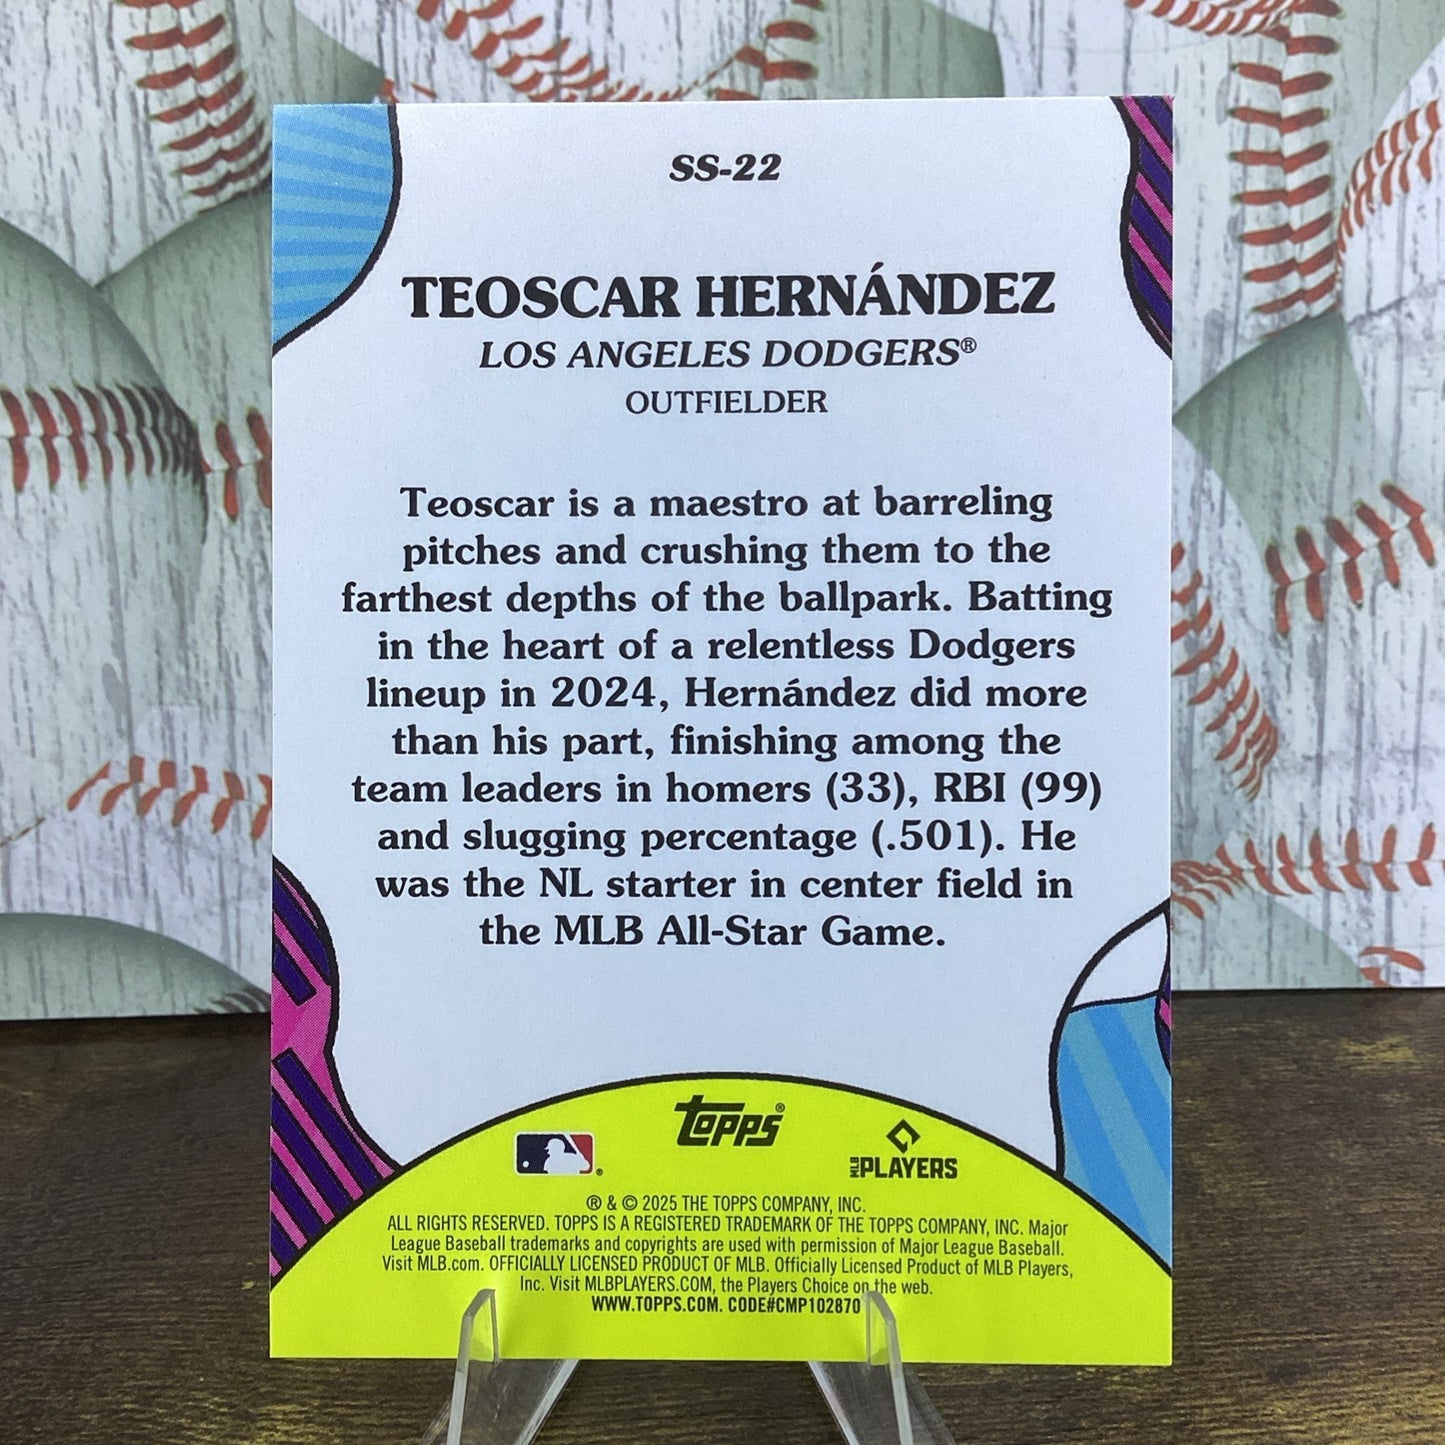 SS-22
TEOSCAR HERNÁNDEZ
LOS ANGELES DODGERS®
OUTFIELDER
Teoscar is a maestro at barreling
pitches and crushing them to the
farthest depths of the ballpark. Batting
in the heart of a relentless Dodgers
lineup in 2024, Hernández did more
than his part, finishing among the
team leaders in homers (33), RBI (99)
and slugging percentage (.501). He
was the NL starter in center field in
the MLB All-Star Game.
topps®
®
MLB PLAYERS
® & © 2025 THE TOPPS COMPANY, INC.
ALL RIGHTS RESERVED. TOPPS IS A REGISTERED TRADEMARK OF THE TOPPS COMPANY, INC. Major
League Baseball trademarks and copyrights are used with permission of Major League Baseball.
Visit MLB.com. OFFICIALLY LICENSED PRODUCT OF MLB. Officially Licensed Product of MLB Players,
Inc. Visit MLBPLAYERS.COM, the Players Choice on the web.
WWW.TOPPS.COM. CODE#CMP102870